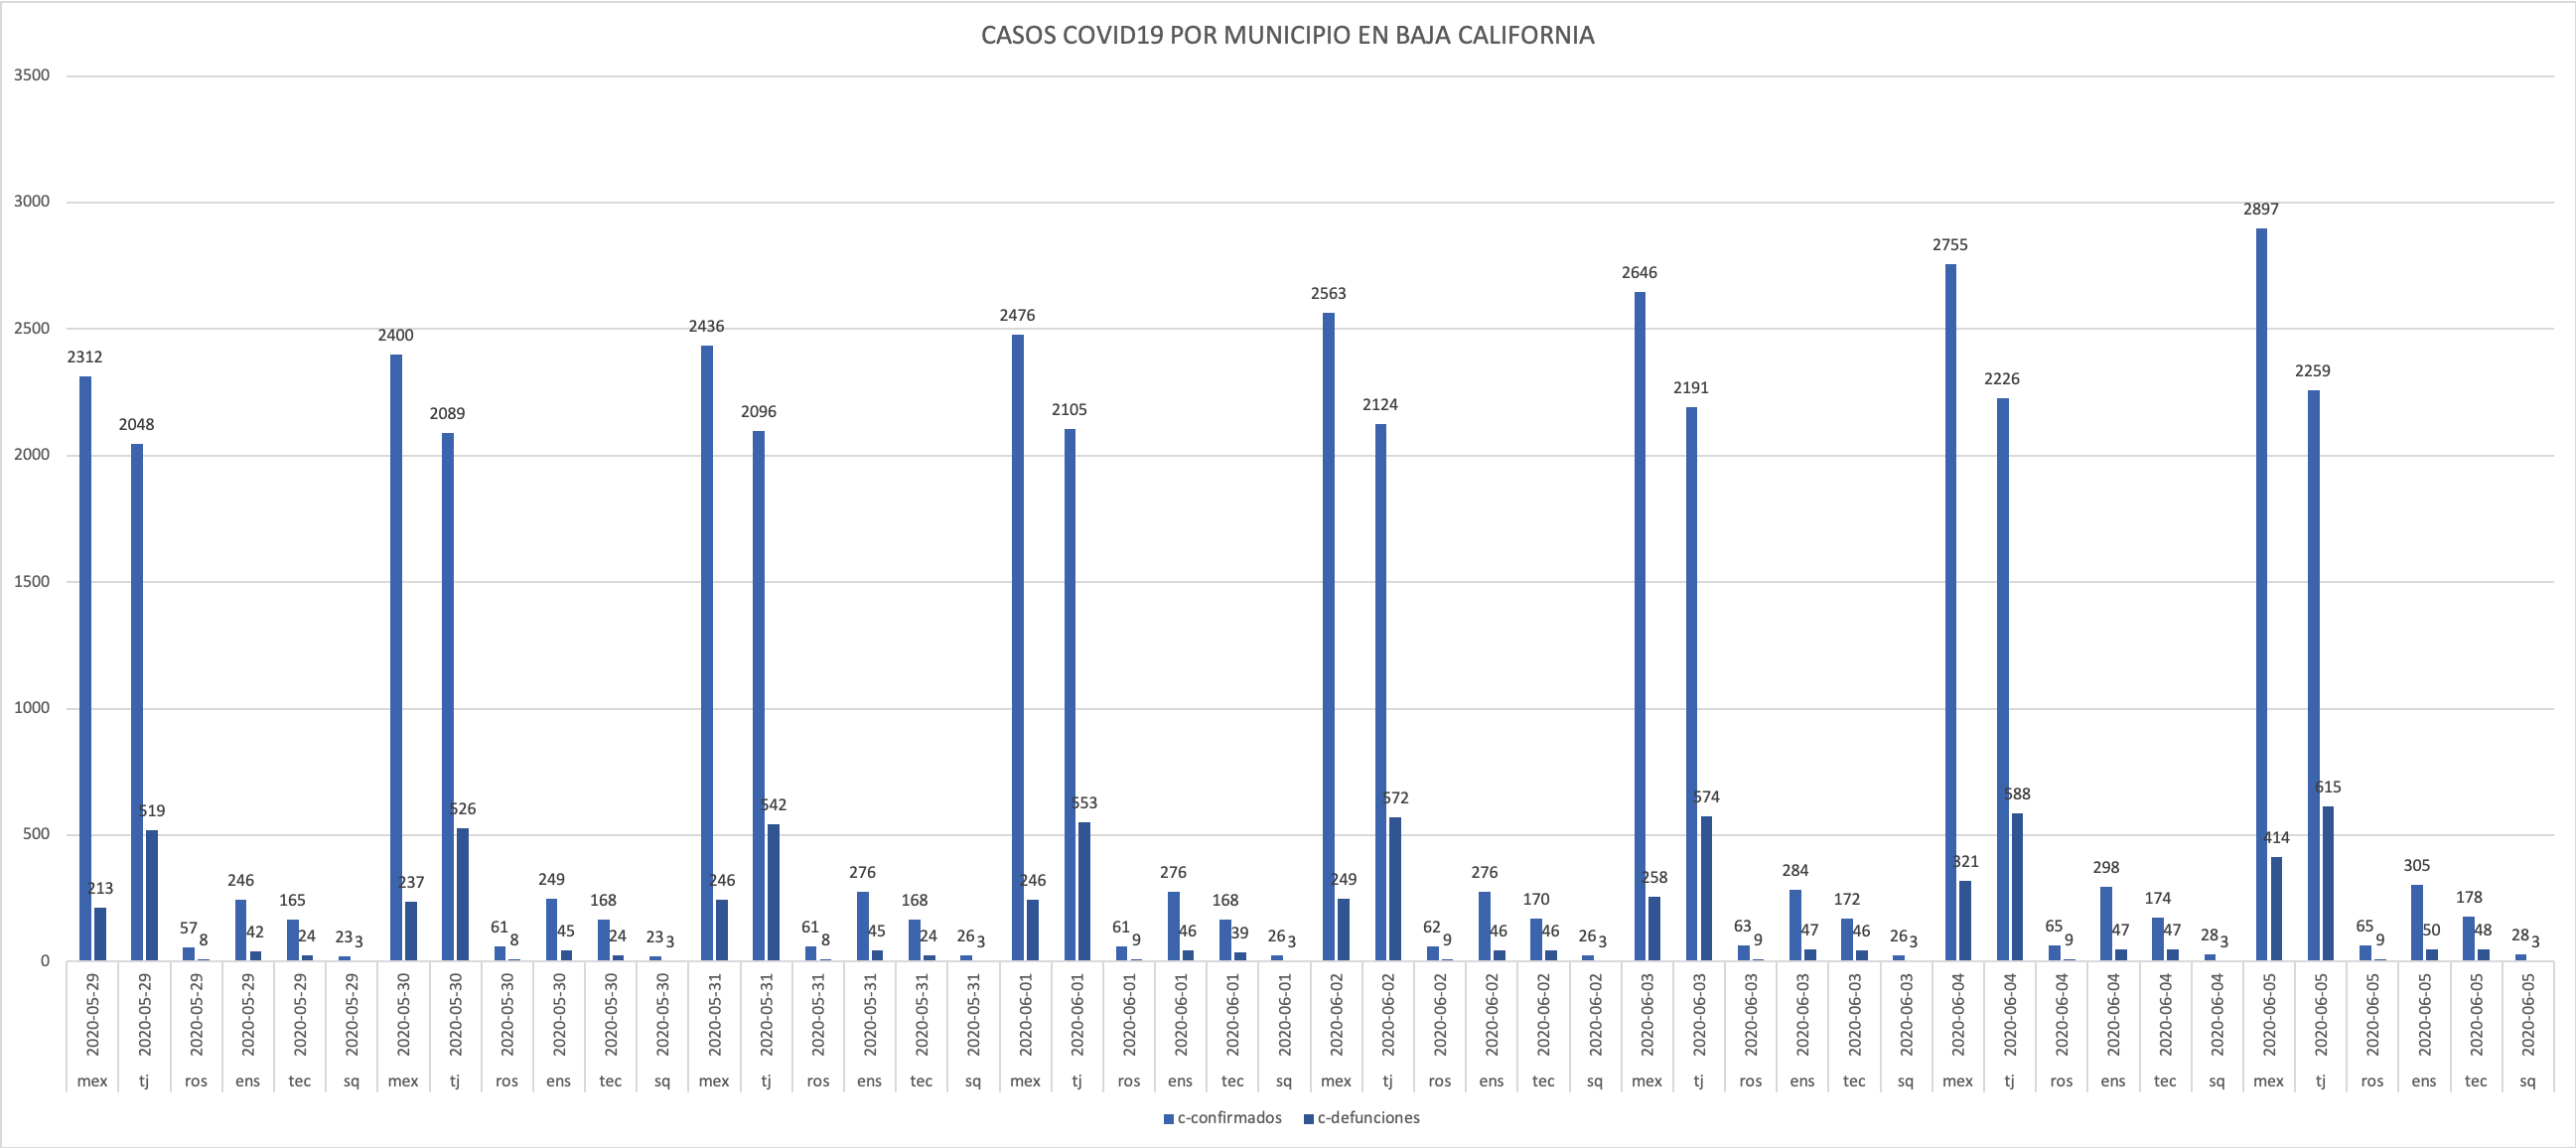 CASOS COVID19 POR MUNICIPIO EN BAJA CALIFORNIA
3500
3000
2500
2000
1500
1000
500
0
2312 213 2048 519 57 8 246 42 165 24 23 3
2400 237 2089 526 61 8 249 45 168 24 23 3
2436 246 2096 542 61 8 276 45 168 24 26 3
2476 246 2105 553 61 9 276 46 168 39 26 3
2563 249 2124 572 62 9 276 46 170 46 26 3
2646 258 2191 574 63 9 284 47 172 46 26 3
2755 321 2226 588 65 9 298 47 174 47 28 3
2897 414 2259 615 65 9 305 50 178 48 28 3
2020-05-29 2020-05-29 2020-05-29 2020-05-29 2020-05-29 2020-05-29 2020-05-30 2020-05-30 2020-05-30 2020-05-30 2020-05-30 2020-05-30 2020-05-31 2020-05-31 2020-05-31 2020-05-31 2020-05-31 2020-05-31 2020-06-01 2020-06-01 2020-06-01 2020-06-01 2020-06-01 2020-06-01 2020-06-02 2020-06-02 2020-06-02 2020-06-02 2020-06-02 2020-06-02 2020-06-03 2020-06-03 2020-06-03 2020-06-03 2020-06-03 2020-06-03 2020-06-04 2020-06-04 2020-06-04 2020-06-04 2020-06-04 2020-06-04 2020-06-05 2020-06-05 2020-06-05 2020-06-05 2020-06-05 2020-06-05
mex tj ros ens tec sq mex tj ros ens tec sq mex tj ros ens tec sq mex tj ros ens tec sq mex tj ros ens tec sq mex tj ros ens tec sq mex tj ros ens tec sq mex tj ros ens tec sq
c-confirmados c-defunciones